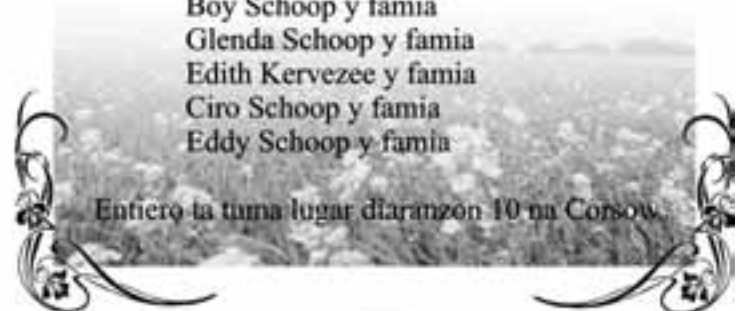 Boy Schoop y famia
Glenda Schoop y famia
Edith Kervezee y famia
Ciro Schoop y famia
Eddy Schoop y famia
Entiero ta tuma lugar diaranzon 10 na Corsow.